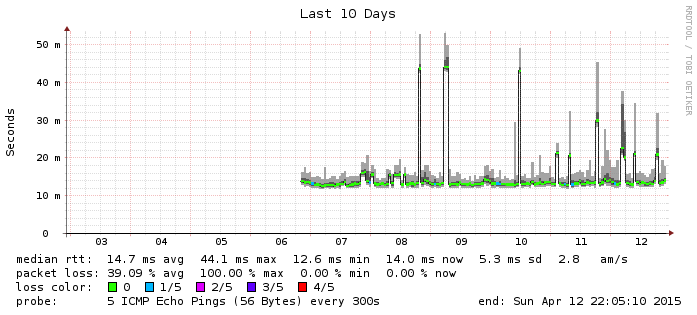 Last 10 Days
RRDTOOL / TOBI OETIKER
Seconds
50 m
40 m
30 m
20 m
10 m
0
03 04 05 06 07 08 09 10 11 12
median rtt: 14.7 ms avg 44.1 ms max 12.6 ms min 14.0 ms now 5.3 ms sd 2.8 am/s
packet loss: 39.09 % avg 100.00 % max 0.00 % min 0.00 % now
loss color: 0 1/5 2/5 3/5 4/5
probe: 5 ICMP Echo Pings (56 Bytes) every 300s end: Sun Apr 12 22:05:10 2015